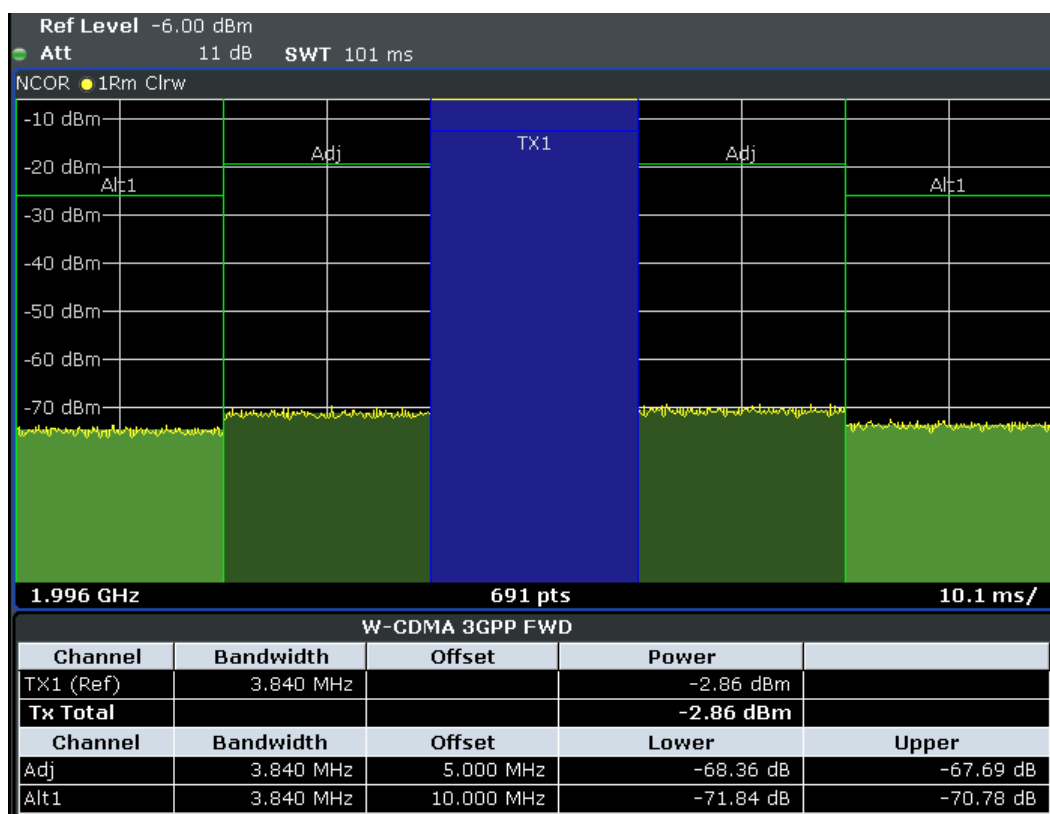 Ref Level -6.00 dBm
Att 11 dB SWT 101 ms
NCOR 1Rm Clrw
-10 dBm
TX1
Adj Adj
-20 dBm
Alt1 Alt1
-30 dBm
-40 dBm
-50 dBm
-60 dBm
-70 dBm
1.996 GHz 691 pts 10.1 ms/
W-CDMA 3GPP FWD
Channel Bandwidth Offset Power
TX1 (Ref) 3.840 MHz -2.86 dBm
Tx Total -2.86 dBm
Channel Bandwidth Offset Lower Upper
Adj 3.840 MHz 5.000 MHz -68.36 dB -67.69 dB
Alt1 3.840 MHz 10.000 MHz -71.84 dB -70.78 dB